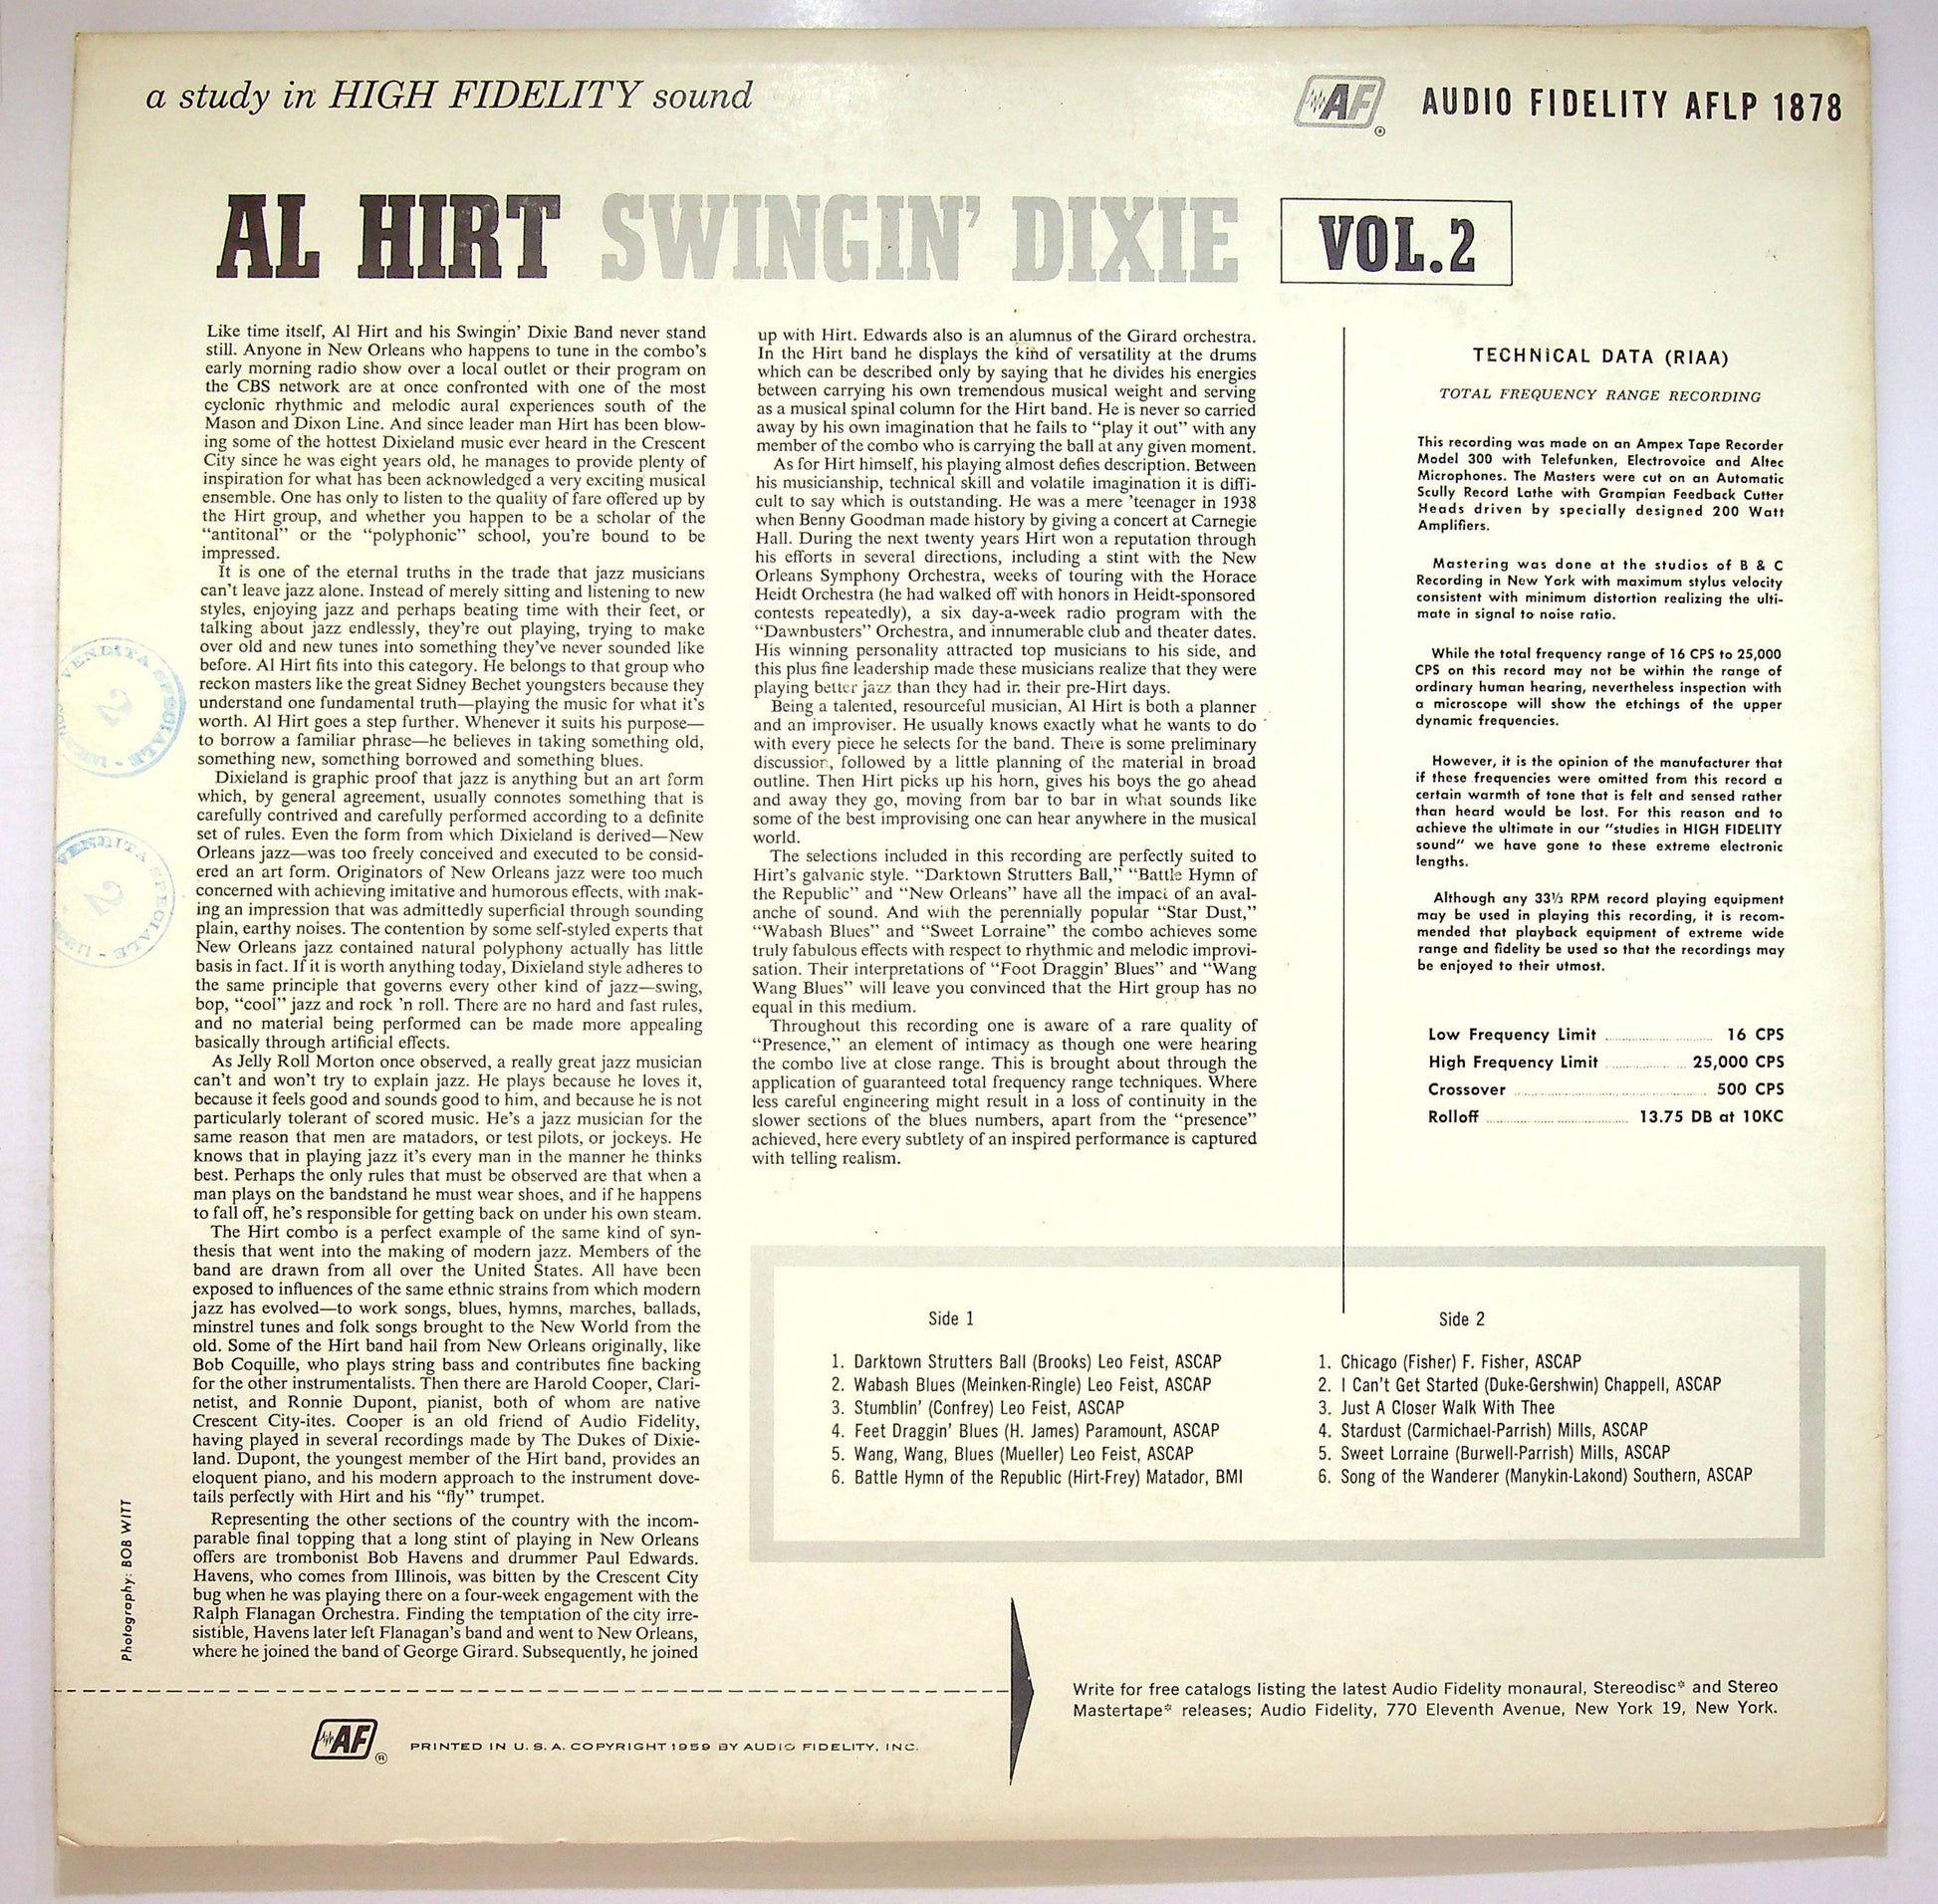 a study in HIGH FIDELITY sound
AF
AUDIO FIDELITY AFLP 1878
AL HIRT SWINGIN' DIXIE VOL.2
Like time itself, Al Hirt and his Swingin' Dixie Band never stand
still. Anyone in New Orleans who happens to tune in the combo's
early morning radio show over a local outlet or their program on
the CBS network are at once confronted with one of the most
cyclonic rhythmic and melodic aural experiences south of the
Mason and Dixon Line. And since leader man Hirt has been blow-
ing some of the hottest Dixieland music ever heard in the Crescent
City since he was eight years old, he manages to provide plenty of
inspiration for what has been acknowledged a very exciting musical
ensemble. One has only to listen to the quality of fare offered up by
the Hirt group, and whether you happen to be a scholar of the
“antitonal” or the “polyphonic” school, you're bound to be
impressed.
It is one of the eternal truths in the trade that jazz musicians
can't leave jazz alone. Instead of merely sitting and listening to new
styles, enjoying jazz and perhaps beating time with their feet, or
talking about jazz endlessly, they're out playing, trying to make
over old and new tunes into something they've never sounded like
before. Al Hirt fits into this category. He belongs to that group who
reckon masters like the great Sidney Bechet youngsters because they
understand one fundamental truth—playing the music for what it's
worth. Al Hirt goes a step further. Whenever it suits his purpose—
to borrow a familiar phrase—he believes in taking something old,
something new, something borrowed and something blues.
Dixieland is graphic proof that jazz is anything but an art form
which, by general agreement, usually connotes something that is
carefully contrived and carefully performed according to a definite
set of rules. Even the form from which Dixieland is derived—New
Orleans jazz—was too freely conceived and executed to be consid-
ered an art form. Originators of New Orleans jazz were too much
concerned with achieving imitative and humorous effects, with mak-
ing an impression that was admittedly superficial through sounding
plain, earthy noises. The contention by some self-styled experts that
New Orleans jazz contained natural polyphony actually has little
basis in fact. If it is worth anything today, Dixieland style adheres to
the same principle that governs every other kind of jazz—swing,
bop, “cool” jazz and rock 'n roll. There are no hard and fast rules,
and no material being performed can be made more appealing
basically through artificial effects.
As Jelly Roll Morton once observed, a really great jazz musician
can't and won't try to explain jazz. He plays because he loves it,
because it feels good and sounds good to him, and because he is not
particularly tolerant of scored music. He's a jazz musician for the
same reason that men are matadors, or test pilots, or jockeys. He
knows that in playing jazz it's every man in the manner he thinks
best. Perhaps the only rules that must be observed are that when a
man plays on the bandstand he must wear shoes, and if he happens
to fall off, he's responsible for getting back on under his own steam.
The Hirt combo is a perfect example of the same kind of syn-
thesis that went into the making of modern jazz. Members of the
band are drawn from all over the United States. All have been
exposed to influences of the same ethnic strains from which modern
jazz has evolved—to work songs, blues, hymns, marches, ballads,
minstrel tunes and folk songs brought to the New World from the
old. Some of the Hirt band hail from New Orleans originally, like
Bob Coquille, who plays string bass and contributes fine backing
for the other instrumentalists. Then there are Harold Cooper, Clari-
netist, and Ronnie Dupont, pianist, both of whom are native
Crescent City-ites. Cooper is an old friend of Audio Fidelity,
having played in several recordings made by The Dukes of Dixie-
land. Dupont, the youngest member of the Hirt band, provides an
eloquent piano, and his modern approach to the instrument dove-
tails perfectly with Hirt and his “fly” trumpet.
Representing the other sections of the country with the incom-
parable final topping that a long stint of playing in New Orleans
offers are trombonist Bob Havens and drummer Paul Edwards.
Havens, who comes from Illinois, was bitten by the Crescent City
bug when he was playing there on a four-week engagement with the
Ralph Flanagan Orchestra. Finding the temptation of the city irre-
sistible, Havens later left Flanagan's band and went to New Orleans,
where he joined the band of George Girard. Subsequently, he joined
up with Hirt. Edwards also is an alumnus of the Girard orchestra.
In the Hirt band he displays the kind of versatility at the drums
which can be described only by saying that he divides his energies
between carrying his own tremendous musical weight and serving
as a musical spinal column for the Hirt band. He is never so carried
away by his own imagination that he fails to “play it out” with any
member of the combo who is carrying the ball at any given moment.
As for Hirt himself, his playing almost defies description. Between
his musicianship, technical skill and volatile imagination it is diffi-
cult to say which is outstanding. He was a mere 'teenager in 1938
when Benny Goodman made history by giving a concert at Carnegie
Hall. During the next twenty years Hirt won a reputation through
his efforts in several directions, including a stint with the New
Orleans Symphony Orchestra, weeks of touring with the Horace
Heidt Orchestra (he had walked off with honors in Heidt-sponsored
contests repeatedly), a six day-a-week radio program with the
“Dawnbusters” Orchestra, and innumerable club and theater dates.
His winning personality attracted top musicians to his side, and
this plus fine leadership made these musicians realize that they were
playing better jazz than they had in their pre-Hirt days.
Being a talented, resourceful musician, Al Hirt is both a planner
and an improviser. He usually knows exactly what he wants to do
with every piece he selects for the band. There is some preliminary
discussion, followed by a little planning of the material in broad
outline. Then Hirt picks up his horn, gives his boys the go ahead
and away they go, moving from bar to bar in what sounds like
some of the best improvising one can hear anywhere in the musical
world.
The selections included in this recording are perfectly suited to
Hirt's galvanic style. “Darktown Strutters Ball,” “Battle Hymn of
the Republic” and “New Orleans” have all the impact of an aval-
anche of sound. And with the perennially popular “Star Dust,”
“Wabash Blues” and “Sweet Lorraine” the combo achieves some
truly fabulous effects with respect to rhythmic and melodic improvi-
sation. Their interpretations of “Foot Draggin' Blues” and “Wang
Wang Blues” will leave you convinced that the Hirt group has no
equal in this medium.
Throughout this recording one is aware of a rare quality of
“Presence,” an element of intimacy as though one were hearing
the combo live at close range. This is brought about through the
application of guaranteed total frequency range techniques. Where
less careful engineering might result in a loss of continuity in the
slower sections of the blues numbers, apart from the “presence”
achieved, here every subtlety of an inspired performance is captured
with telling realism.
TECHNICAL DATA (RIAA)
TOTAL FREQUENCY RANGE RECORDING
This recording was made on an Ampex Tape Recorder
Model 300 with Telefunken, Electrovoice and Altec
Microphones. The Masters were cut on an Automatic
Scully Record Lathe with Grampian Feedback Cutter
Heads driven by specially designed 200 Watt
Amplifiers.
Mastering was done at the studios of B & C
Recording in New York with maximum stylus velocity
consistent with minimum distortion realizing the ulti-
mate in signal to noise ratio.
While the total frequency range of 16 CPS to 25,000
CPS on this record may not be within the range of
ordinary human hearing, nevertheless inspection with
a microscope will show the etchings of the upper
dynamic frequencies.
However, it is the opinion of the manufacturer that
if these frequencies were omitted from this record a
certain warmth of tone that is felt and sensed rather
than heard would be lost. For this reason and to
achieve the ultimate in our “studies in HIGH FIDELITY
sound” we have gone to these extreme electronic
lengths.
Although any 33⅓ RPM record playing equipment
may be used in playing this recording, it is recom-
mended that playback equipment of extreme wide
range and fidelity be used so that the recordings may
be enjoyed to their utmost.
Low Frequency Limit 16 CPS
High Frequency Limit 25,000 CPS
Crossover 500 CPS
Rolloff 13.75 DB at 10KC
Side 1
1. Darktown Strutters Ball (Brooks) Leo Feist, ASCAP
2. Wabash Blues (Meinken-Ringle) Leo Feist, ASCAP
3. Stumblin' (Confrey) Leo Feist, ASCAP
4. Feet Draggin' Blues (H. James) Paramount, ASCAP
5. Wang, Wang, Blues (Mueller) Leo Feist, ASCAP
6. Battle Hymn of the Republic (Hirt-Frey) Matador, BMI
Side 2
1. Chicago (Fisher) F. Fisher, ASCAP
2. I Can't Get Started (Duke-Gershwin) Chappell, ASCAP
3. Just A Closer Walk With Thee
4. Stardust (Carmichael-Parrish) Mills, ASCAP
5. Sweet Lorraine (Burwell-Parrish) Mills, ASCAP
6. Song of the Wanderer (Manykin-Lakond) Southern, ASCAP
VENDITA SPECIALE
2
VENDITA SPECIALE
2
Photography: BOB WITT
Write for free catalogs listing the latest Audio Fidelity monaural, Stereodisc* and Stereo
Mastertape* releases; Audio Fidelity, 770 Eleventh Avenue, New York 19, New York.
AF ®
PRINTED IN U. S. A. COPYRIGHT 1959 BY AUDIO FIDELITY, INC.